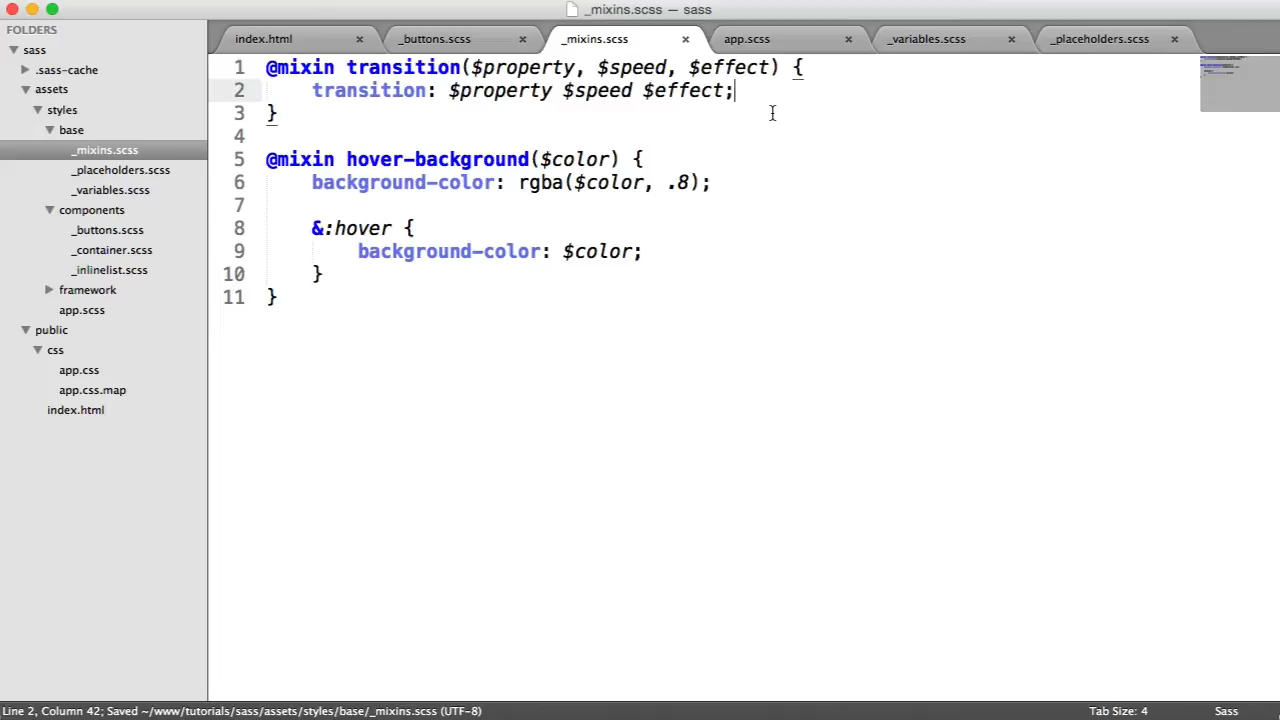 _mixins.scss — sass
FOLDERS
sass
.sass-cache
assets
styles
base
_mixins.scss
_placeholders.scss
_variables.scss
components
_buttons.scss
_container.scss
_inlinelist.scss
framework
app.scss
public
css
app.css
app.css.map
index.html
index.html _buttons.scss _mixins.scss app.scss _variables.scss _placeholders.scss
1 @mixin transition($property, $speed, $effect) {
2 transition: $property $speed $effect;
3 }
4
5 @mixin hover-background($color) {
6 background-color: rgba($color, .8);
7
8 &:hover {
9 background-color: $color;
10 }
11 }
Line 2, Column 42; Saved ~/www/tutorials/sass/assets/styles/base/_mixins.scss (UTF-8) Tab Size: 4 Sass